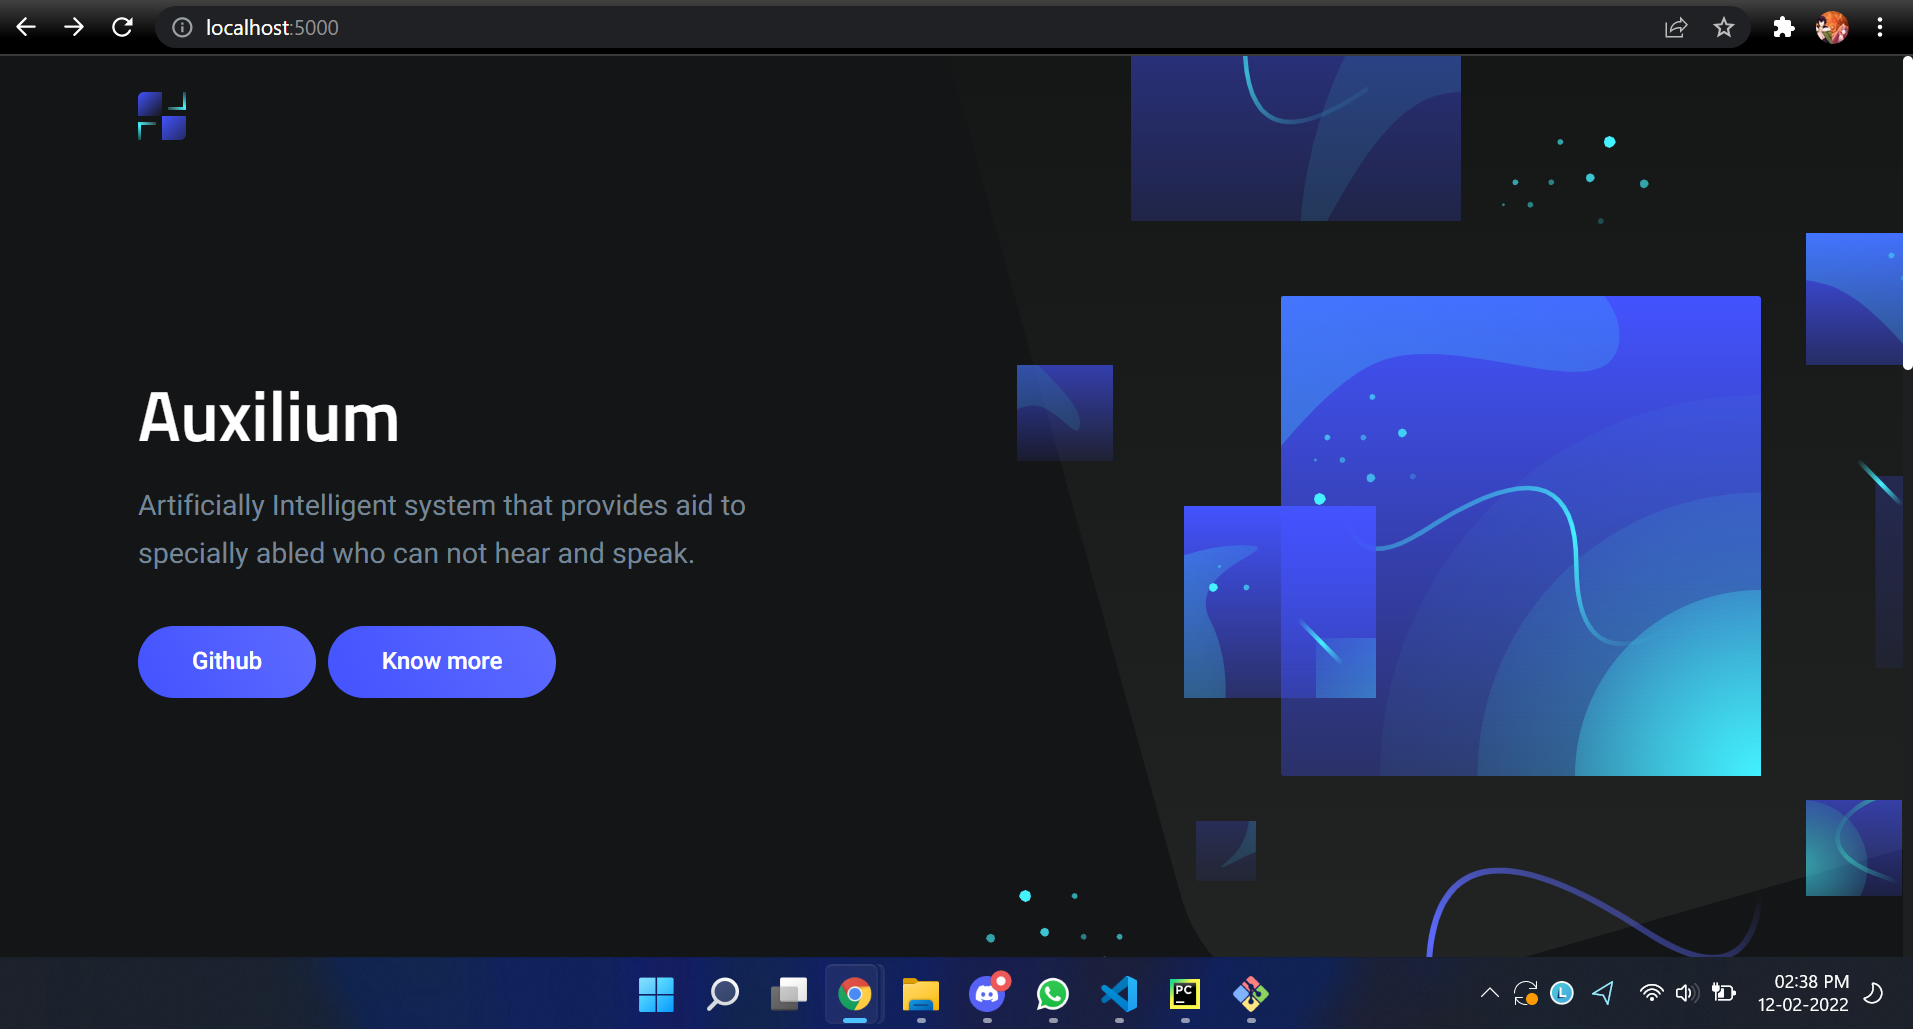 localhost:5000
Auxilium
Artificially Intelligent system that provides aid to
specially abled who can not hear and speak.
Github
Know more
PC
L
02:38 PM
12-02-2022